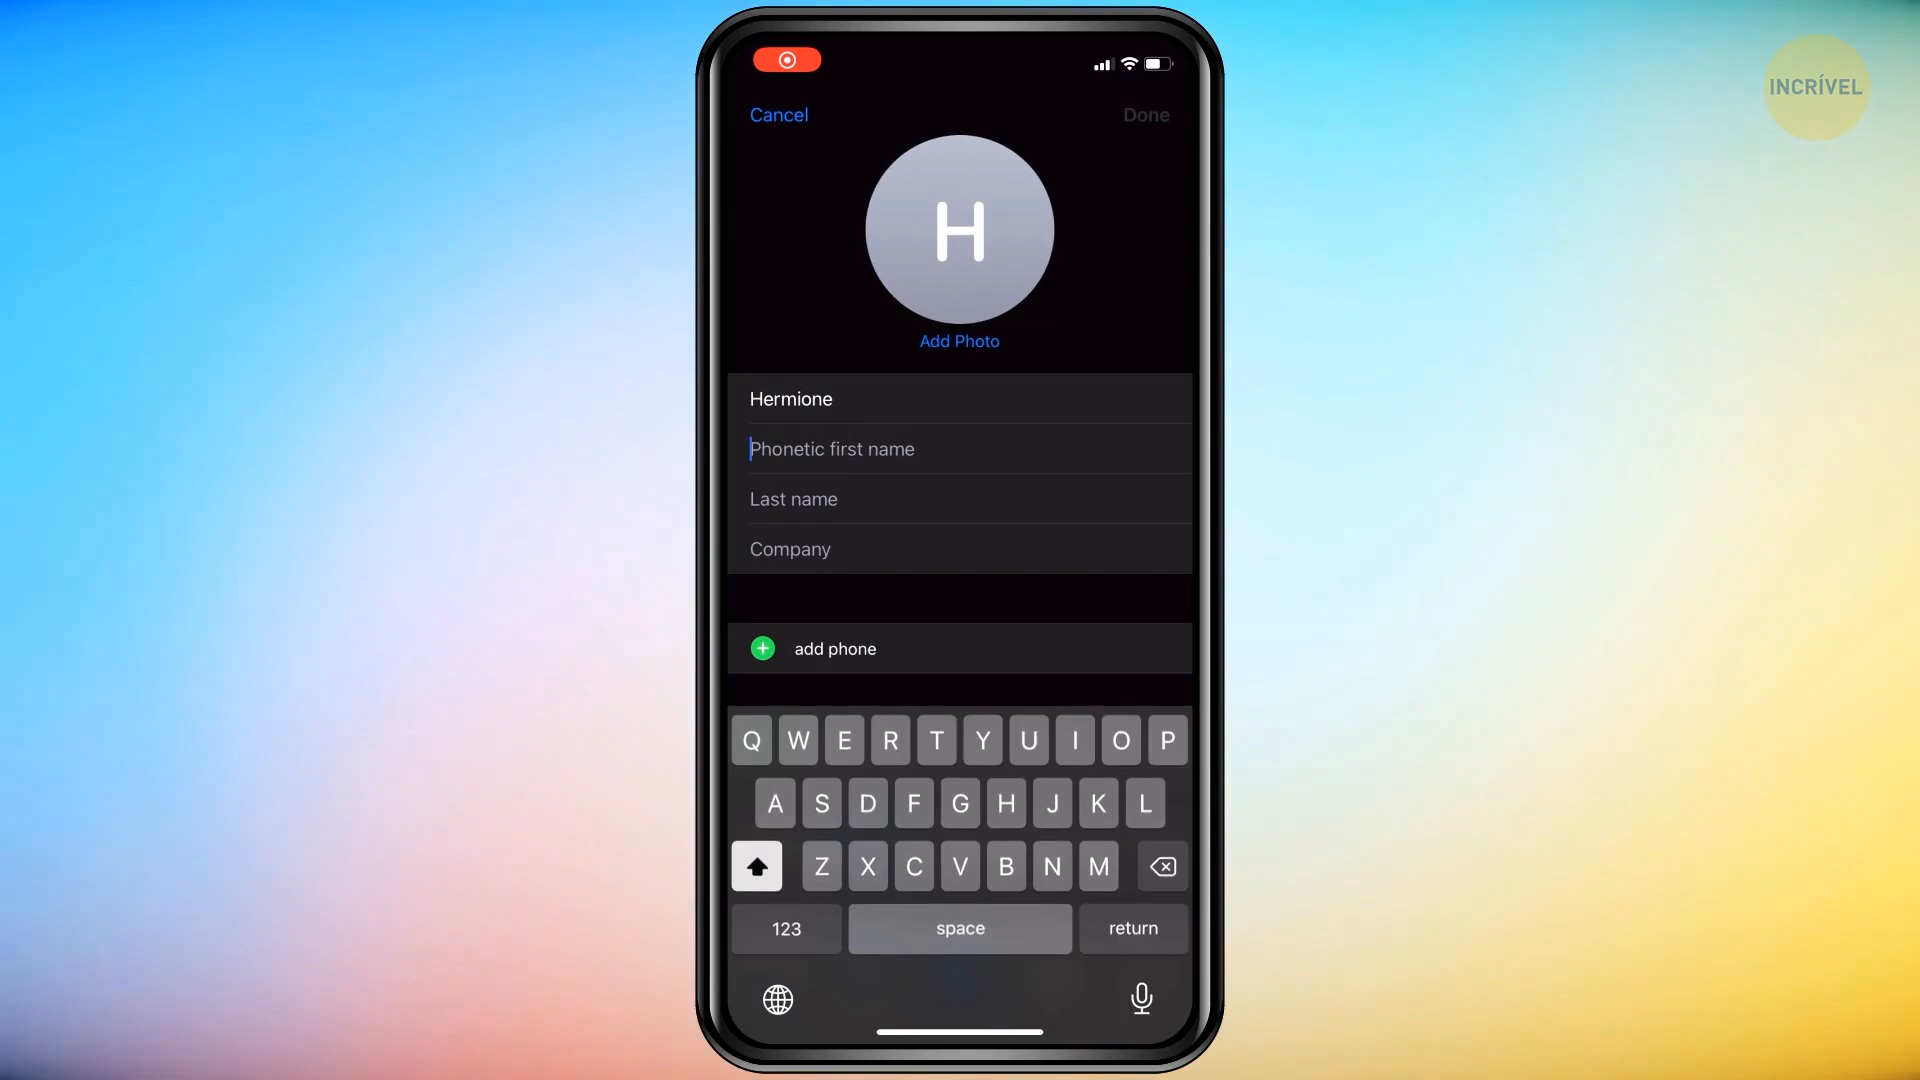 INCRÍVEL
Cancel
Done
H
Add Photo
Hermione
Phonetic first name
Last name
Company
add phone
Q W E R T Y U I O P
A S D F G H J K L
Z X C V B N M
123 space return